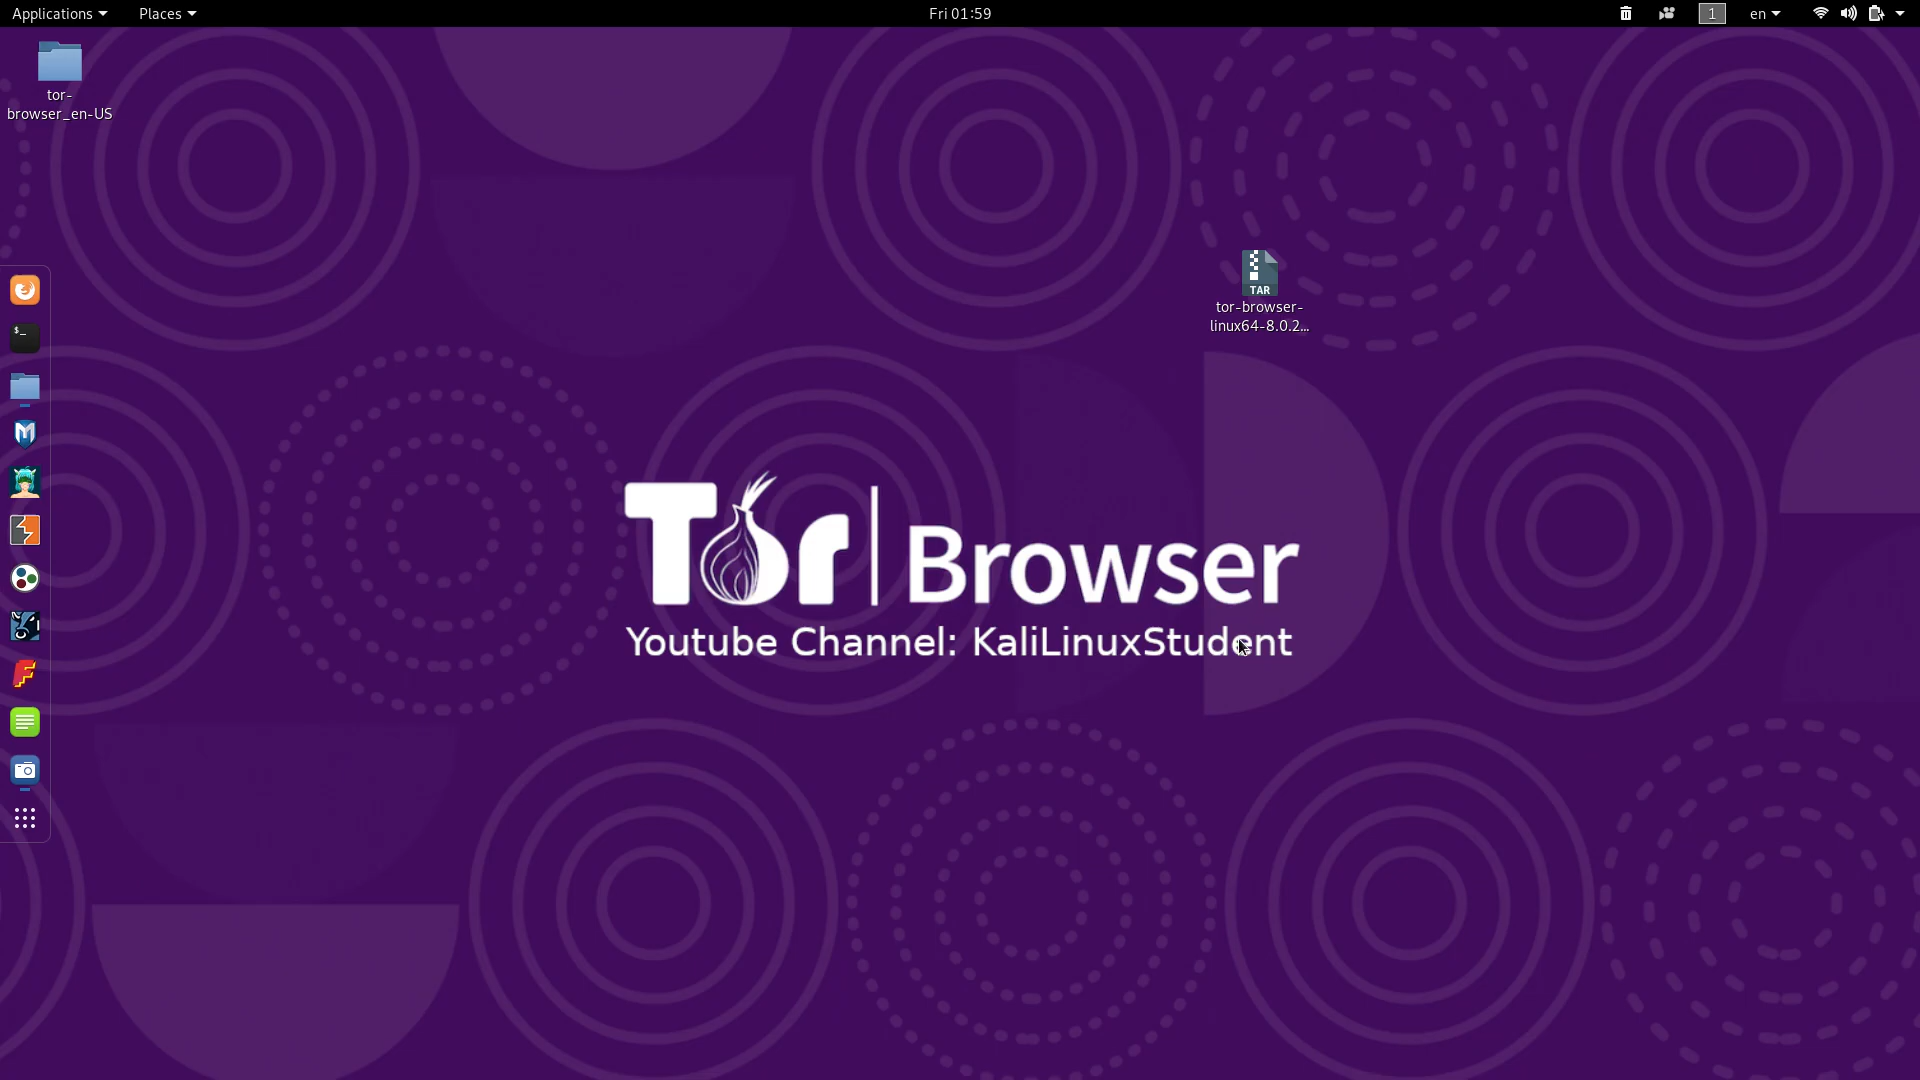 Applications Places Fri 01:59 1 en
tor-
browser_en-US
TAR
tor-browser-
linux64-8.0.2...
$_
Tor | Browser
Youtube Channel: KaliLinuxStudent